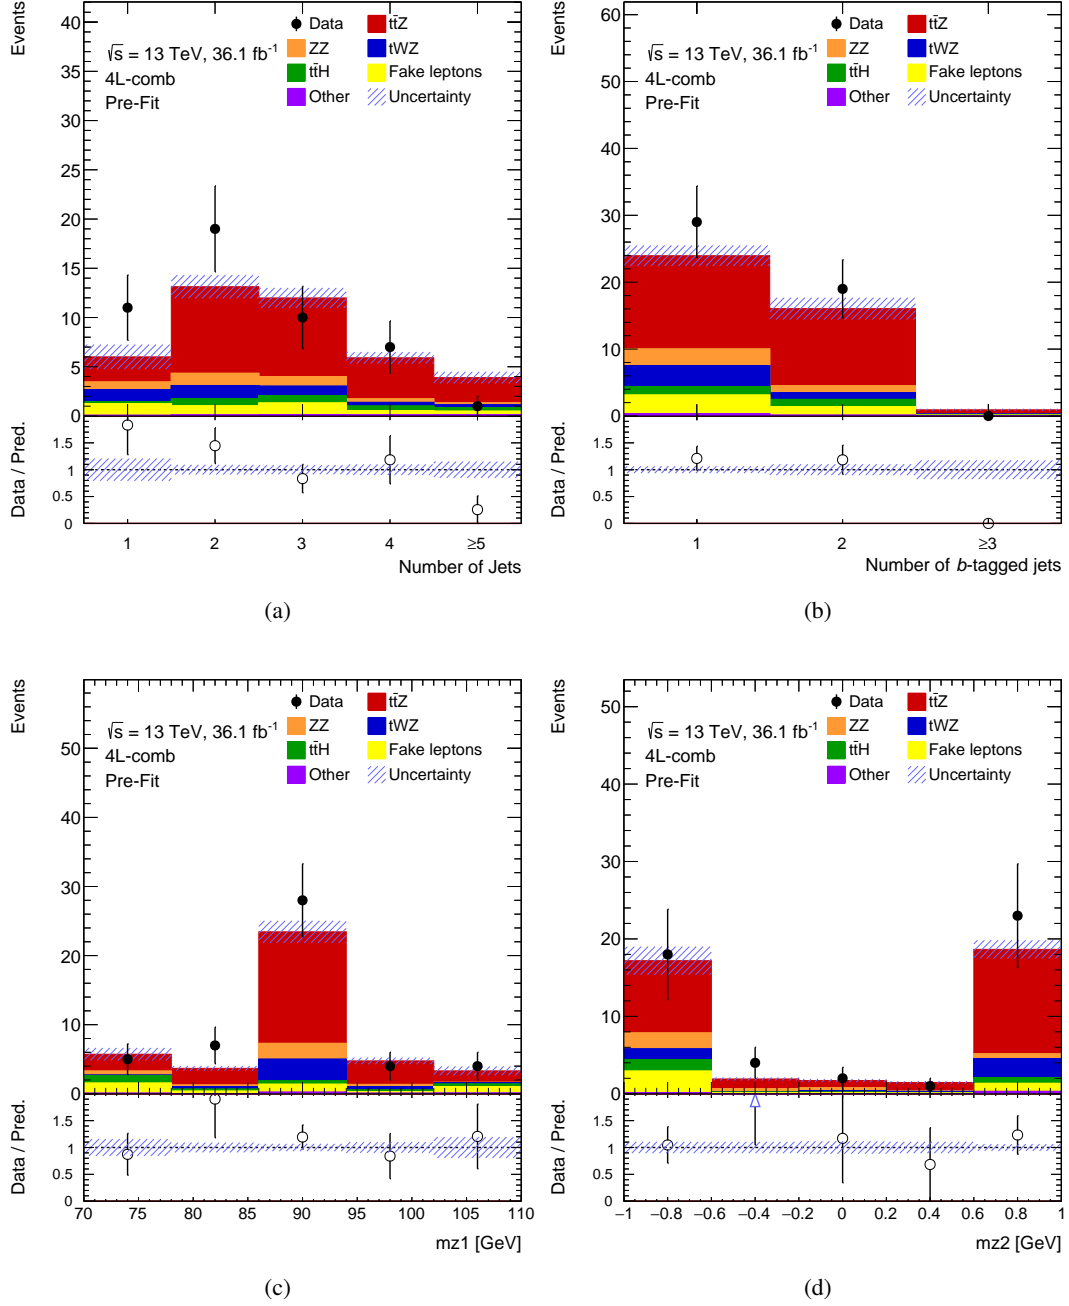 Events
40
35
30
25
20
15
10
5
0
√s = 13 TeV, 36.1 fb⁻¹
4L-comb
Pre-Fit
Data tt̄Z
ZZ tWZ
tt̄H Fake leptons
Other Uncertainty
Data / Pred.
1.5
1
0.5
0
1 2 3 4 ≥5
Number of Jets
(a)
Events
60
50
40
30
20
10
0
√s = 13 TeV, 36.1 fb⁻¹
4L-comb
Pre-Fit
Data tt̄Z
ZZ tWZ
tt̄H Fake leptons
Other Uncertainty
Data / Pred.
1.5
1
0.5
0
1 2 ≥3
Number of b-tagged jets
(b)
Events
50
40
30
20
10
0
√s = 13 TeV, 36.1 fb⁻¹
4L-comb
Pre-Fit
Data tt̄Z
ZZ tWZ
tt̄H Fake leptons
Other Uncertainty
Data / Pred.
1.5
1
0.5
0
70 75 80 85 90 95 100 105 110
mz1 [GeV]
(c)
Events
50
40
30
20
10
0
√s = 13 TeV, 36.1 fb⁻¹
4L-comb
Pre-Fit
Data tt̄Z
ZZ tWZ
tt̄H Fake leptons
Other Uncertainty
Data / Pred.
1.5
1
0.5
0
−1 −0.8 −0.6 −0.4 −0.2 0 0.2 0.4 0.6 0.8 1
mz2 [GeV]
(d)